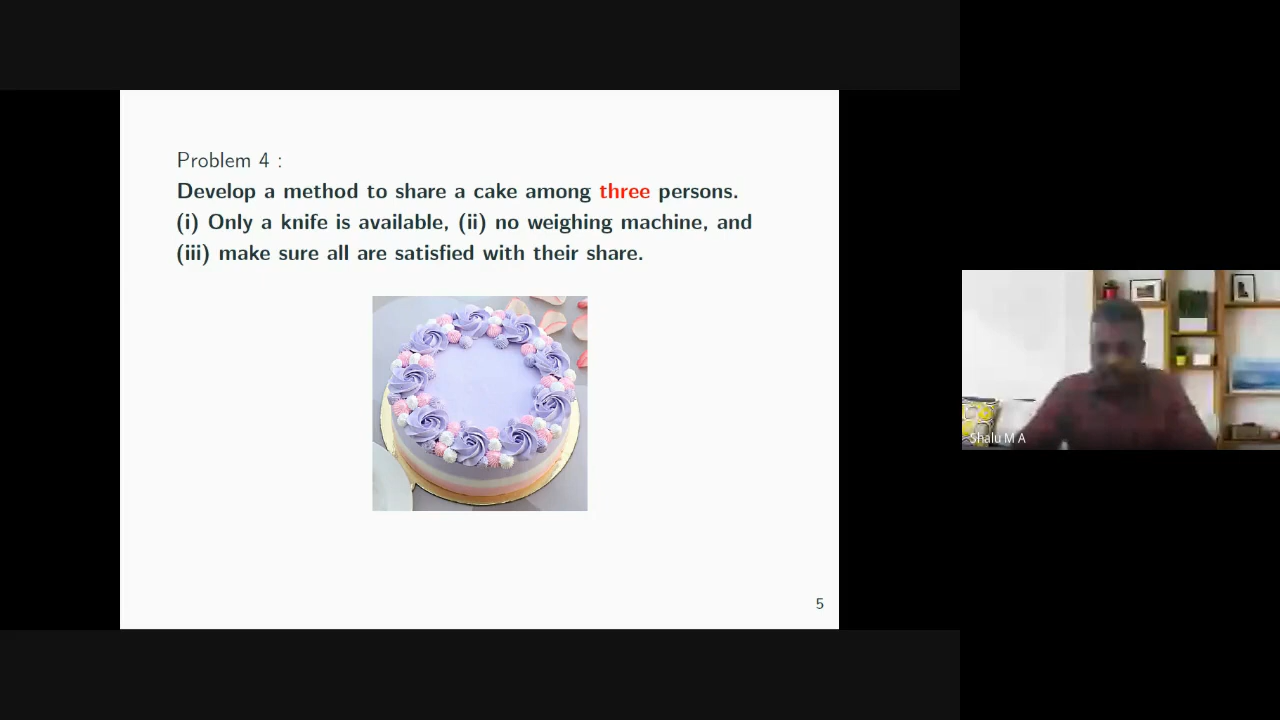 Problem 4 :
Develop a method to share a cake among three persons.
(i) Only a knife is available, (ii) no weighing machine, and
(iii) make sure all are satisfied with their share.
5
Shalu M A